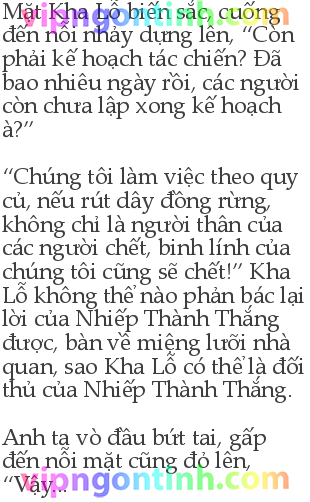 Mặt Kha Lỗ biến sắc, cuống
đến nỗi nhảy dựng lên, “Còn
phải kế hoạch tác chiến? Đã
bao nhiêu ngày rồi, các người
còn chưa lập xong kế hoạch
à?”
“Chúng tôi làm việc theo quy
củ, nếu rút dây đồng rừng,
không chỉ là người thân của
các người chết, binh lính của
chúng tôi cũng sẽ chết!” Kha
Lỗ không thể nào phản bác lại
lời của Nhiếp Thành Thắng
được, bàn về miệng lưỡi nhà
quan, sao Kha Lỗ có thể là đối
thủ của Nhiếp Thành Thắng.
Anh ta vò đầu bứt tai, gấp
đến nỗi mặt cũng đỏ lên,
“Vậy...
vipngontinh.com
vipngontinh.com